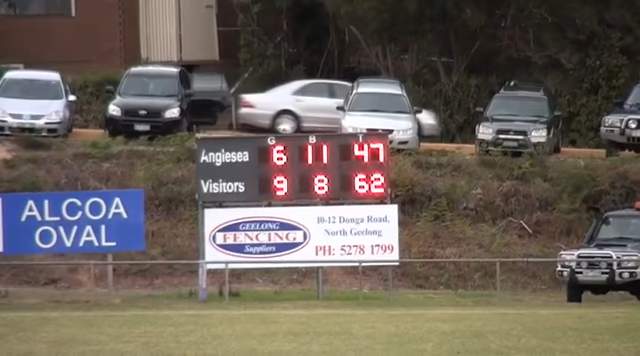 G B T
Anglesea 6 11 47
Visitors 9 8 62
ALCOA
OVAL
GEELONG
FENCING
Suppliers
10-12 Donga Road,
North Geelong
PH: 5278 1799